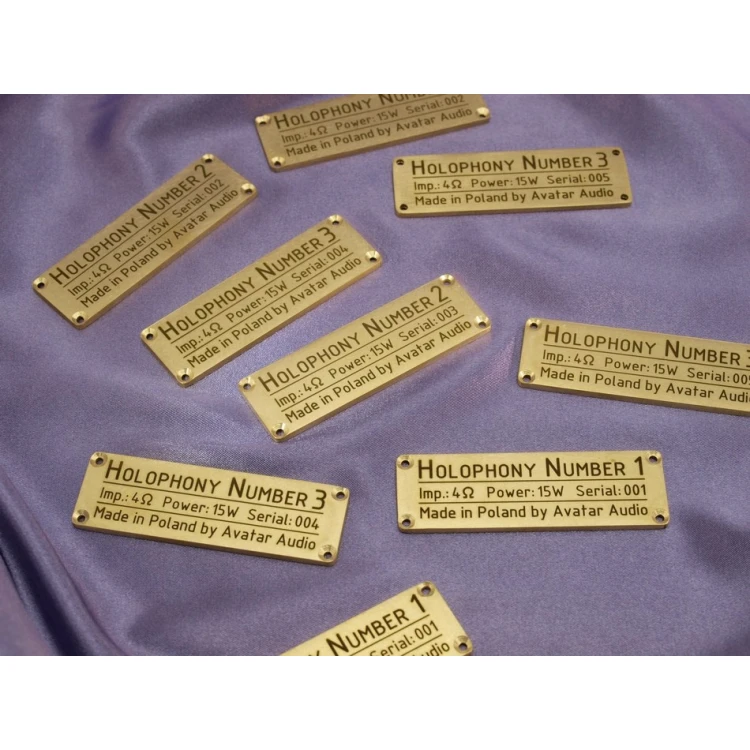 HOLOPHONY NUM
Imp.: 4Ω Power: 15W Serial: 002
Made in Poland by Avatar Audio
HOLOPHONY NUMBER 3
Imp.: 4Ω Power: 15W Serial: 005
Made in Poland by Avatar Audio
HOLOPHONY NUMBER 2
Imp.: 4Ω Power: 15W Serial: 002
Made in Poland by Avatar Audio
HOLOPHONY NUMBER 3
Imp.: 4Ω Power: 15W Serial: 004
Made in Poland by Avatar Audio
HOLOPHONY NUMBER 2
Imp.: 4Ω Power: 15W Serial: 003
Made in Poland by Avatar Audio
HOLOPHONY NUMBER 3
Imp.: 4Ω Power: 15W Serial: 005
Made in Poland by Avatar Audio
HOLOPHONY NUMBER 3
Imp.: 4Ω Power: 15W Serial: 004
Made in Poland by Avatar Audio
HOLOPHONY NUMBER 1
Imp.: 4Ω Power: 15W Serial: 001
Made in Poland by Avatar Audio
NUMBER 1
Serial: 001